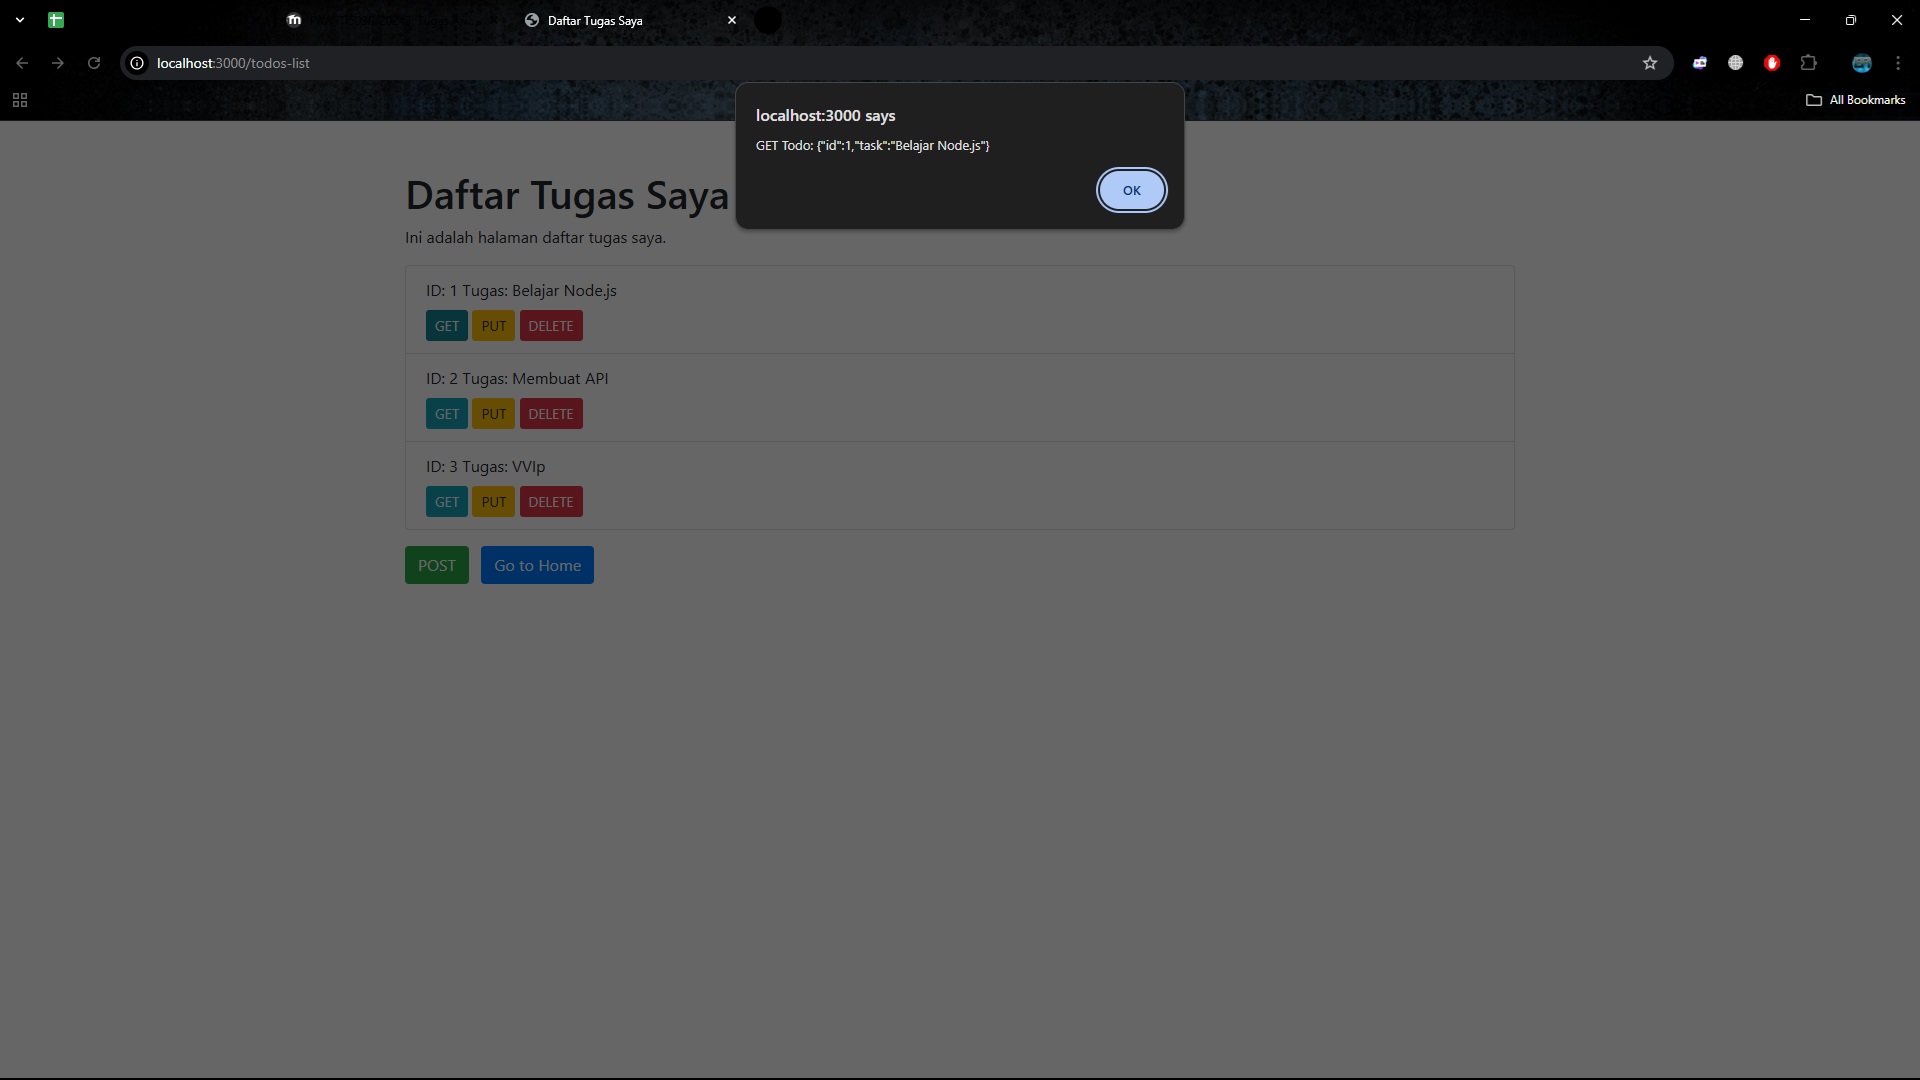 Daftar Tugas Saya
localhost:3000/todos-list
All Bookmarks
localhost:3000 says
GET Todo: {"id":1,"task":"Belajar Node.js"}
OK
Daftar Tugas Saya
Ini adalah halaman daftar tugas saya.
ID: 1 Tugas: Belajar Node.js
GET PUT DELETE
ID: 2 Tugas: Membuat API
GET PUT DELETE
ID: 3 Tugas: VVIp
GET PUT DELETE
POST Go to Home